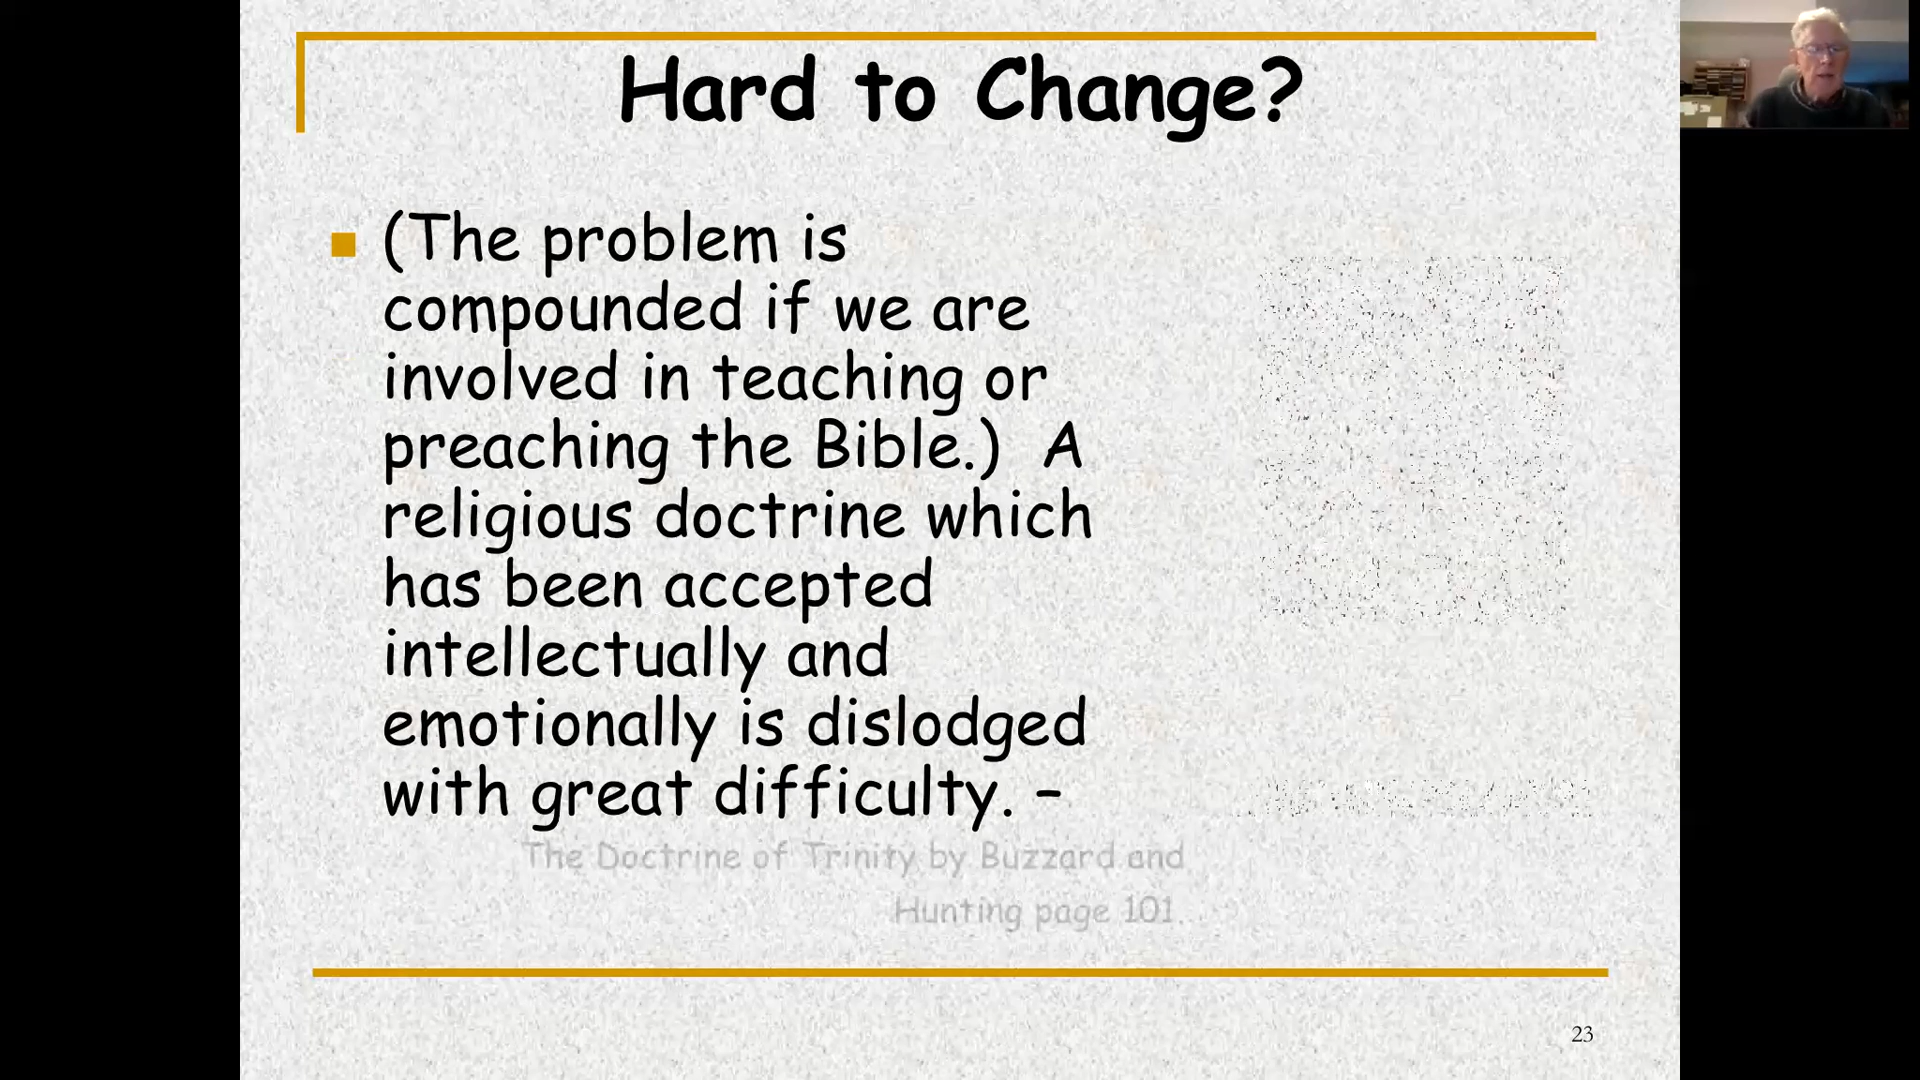 Hard to Change?
(The problem is
compounded if we are
involved in teaching or
preaching the Bible.) A
religious doctrine which
has been accepted
intellectually and
emotionally is dislodged
with great difficulty. –
The Doctrine of Trinity by Buzzard and
Hunting page 101.
23